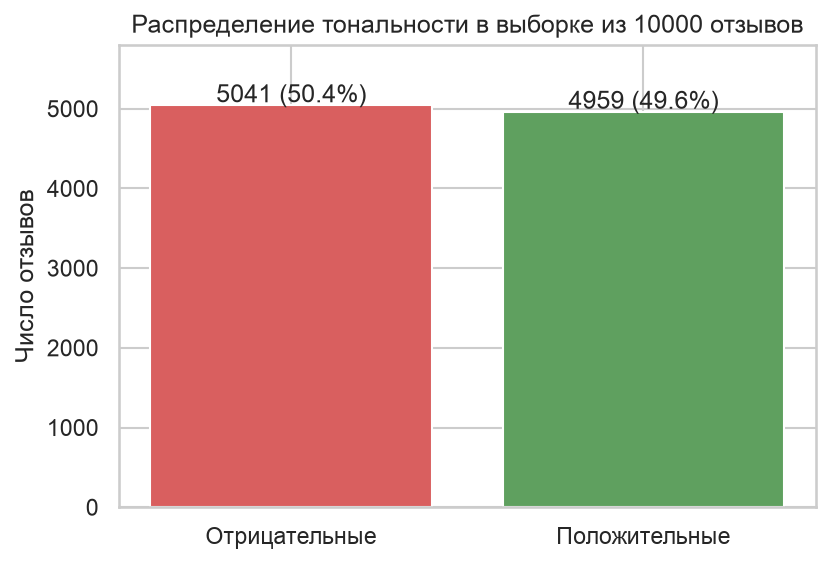 Распределение тональности в выборке из 10000 отзывов
5041 (50.4%)
4959 (49.6%)
Число отзывов
5000
4000
3000
2000
1000
0
Отрицательные
Положительные